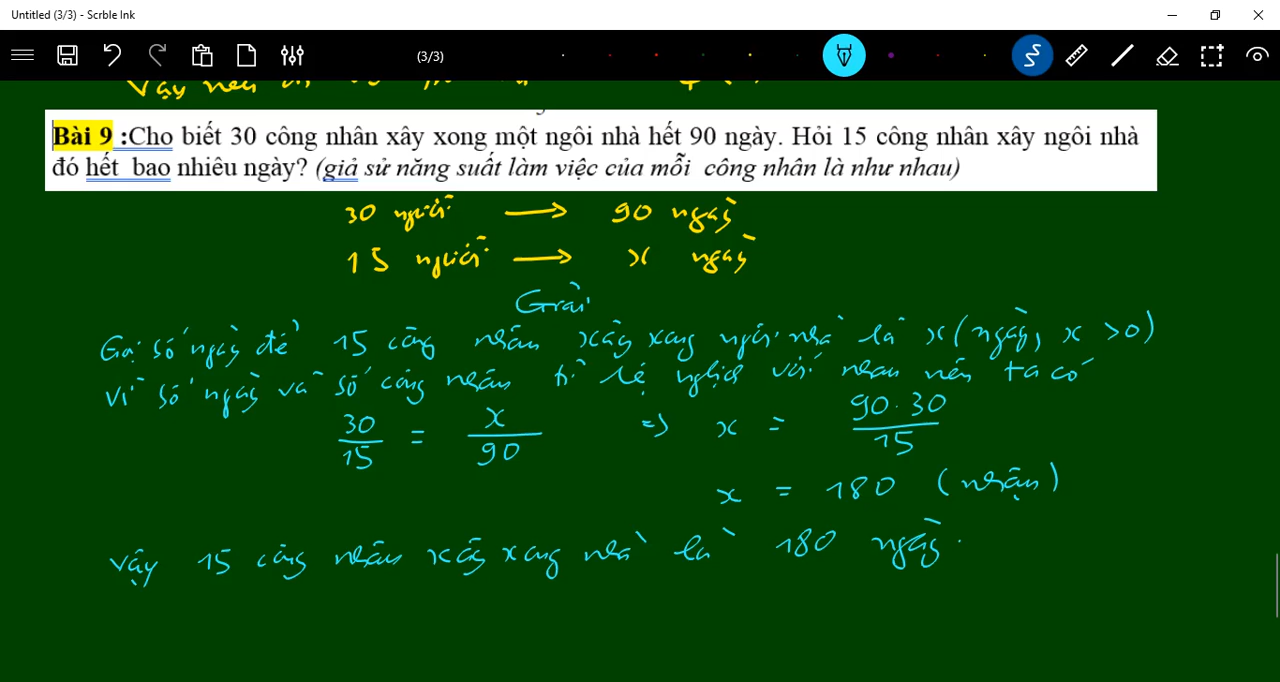 Untitled (3/3) - Scrble Ink
(3/3)
Vậy nên
Bài 9 :Cho biết 30 công nhân xây xong một ngôi nhà hết 90 ngày. Hỏi 15 công nhân xây ngôi nhà
đó hết bao nhiêu ngày? (giả sử năng suất làm việc của mỗi công nhân là như nhau)
30 người → 90 ngày
15 người → x ngày
Giải
Gọi số ngày để 15 công nhân xây xong ngôi nhà là x (ngày, x > 0)
Vì số ngày và số công nhân tỉ lệ nghịch với nhau nên ta có
30/15 = x/90 => x = 90.30/15
x = 180 (nhận)
Vậy 15 công nhân xây xong nhà là 180 ngày.